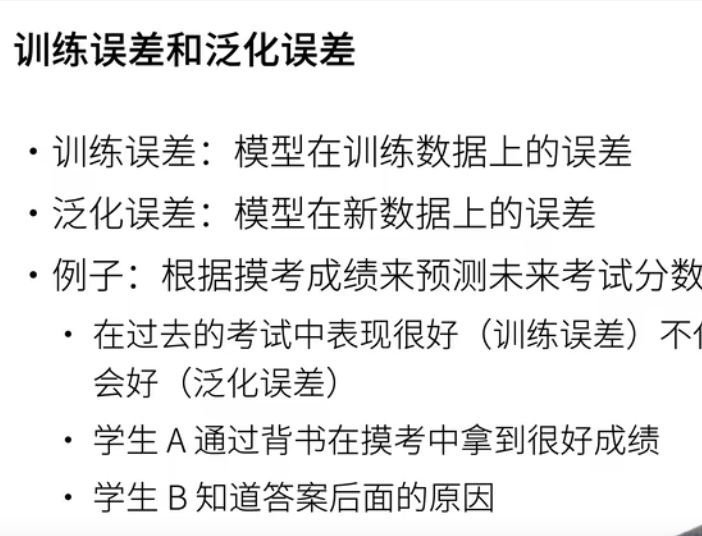 训练误差和泛化误差
• 训练误差：模型在训练数据上的误差
• 泛化误差：模型在新数据上的误差
• 例子：根据摸考成绩来预测未来考试分数
• 在过去的考试中表现很好（训练误差）不
会好（泛化误差）
• 学生 A 通过背书在摸考中拿到很好成绩
• 学生 B 知道答案后面的原因